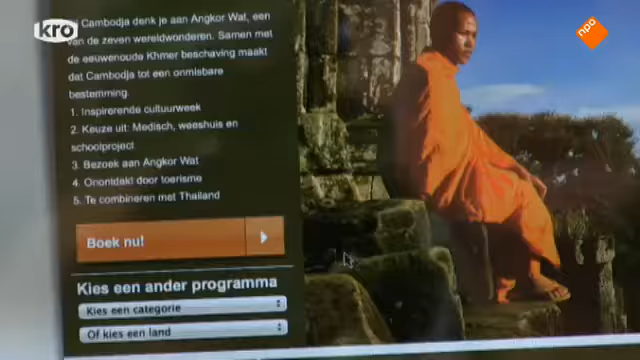 kro
npo
Cambodja denk je aan Angkor Wat, een
van de zeven wereldwonderen. Samen met
de eeuwenoude Khmer beschaving maakt
dat Cambodja tot een onmisbare
bestemming.
1. Inspirerende cultuurweek
2. Keuze uit: Medisch, weeshuis en
schoolproject
3. Bezoek aan Angkor Wat
4. Onontdekt door toerisme
5. Te combineren met Thailand
Boek nu!
Kies een ander programma
Kies een categorie
Of kies een land